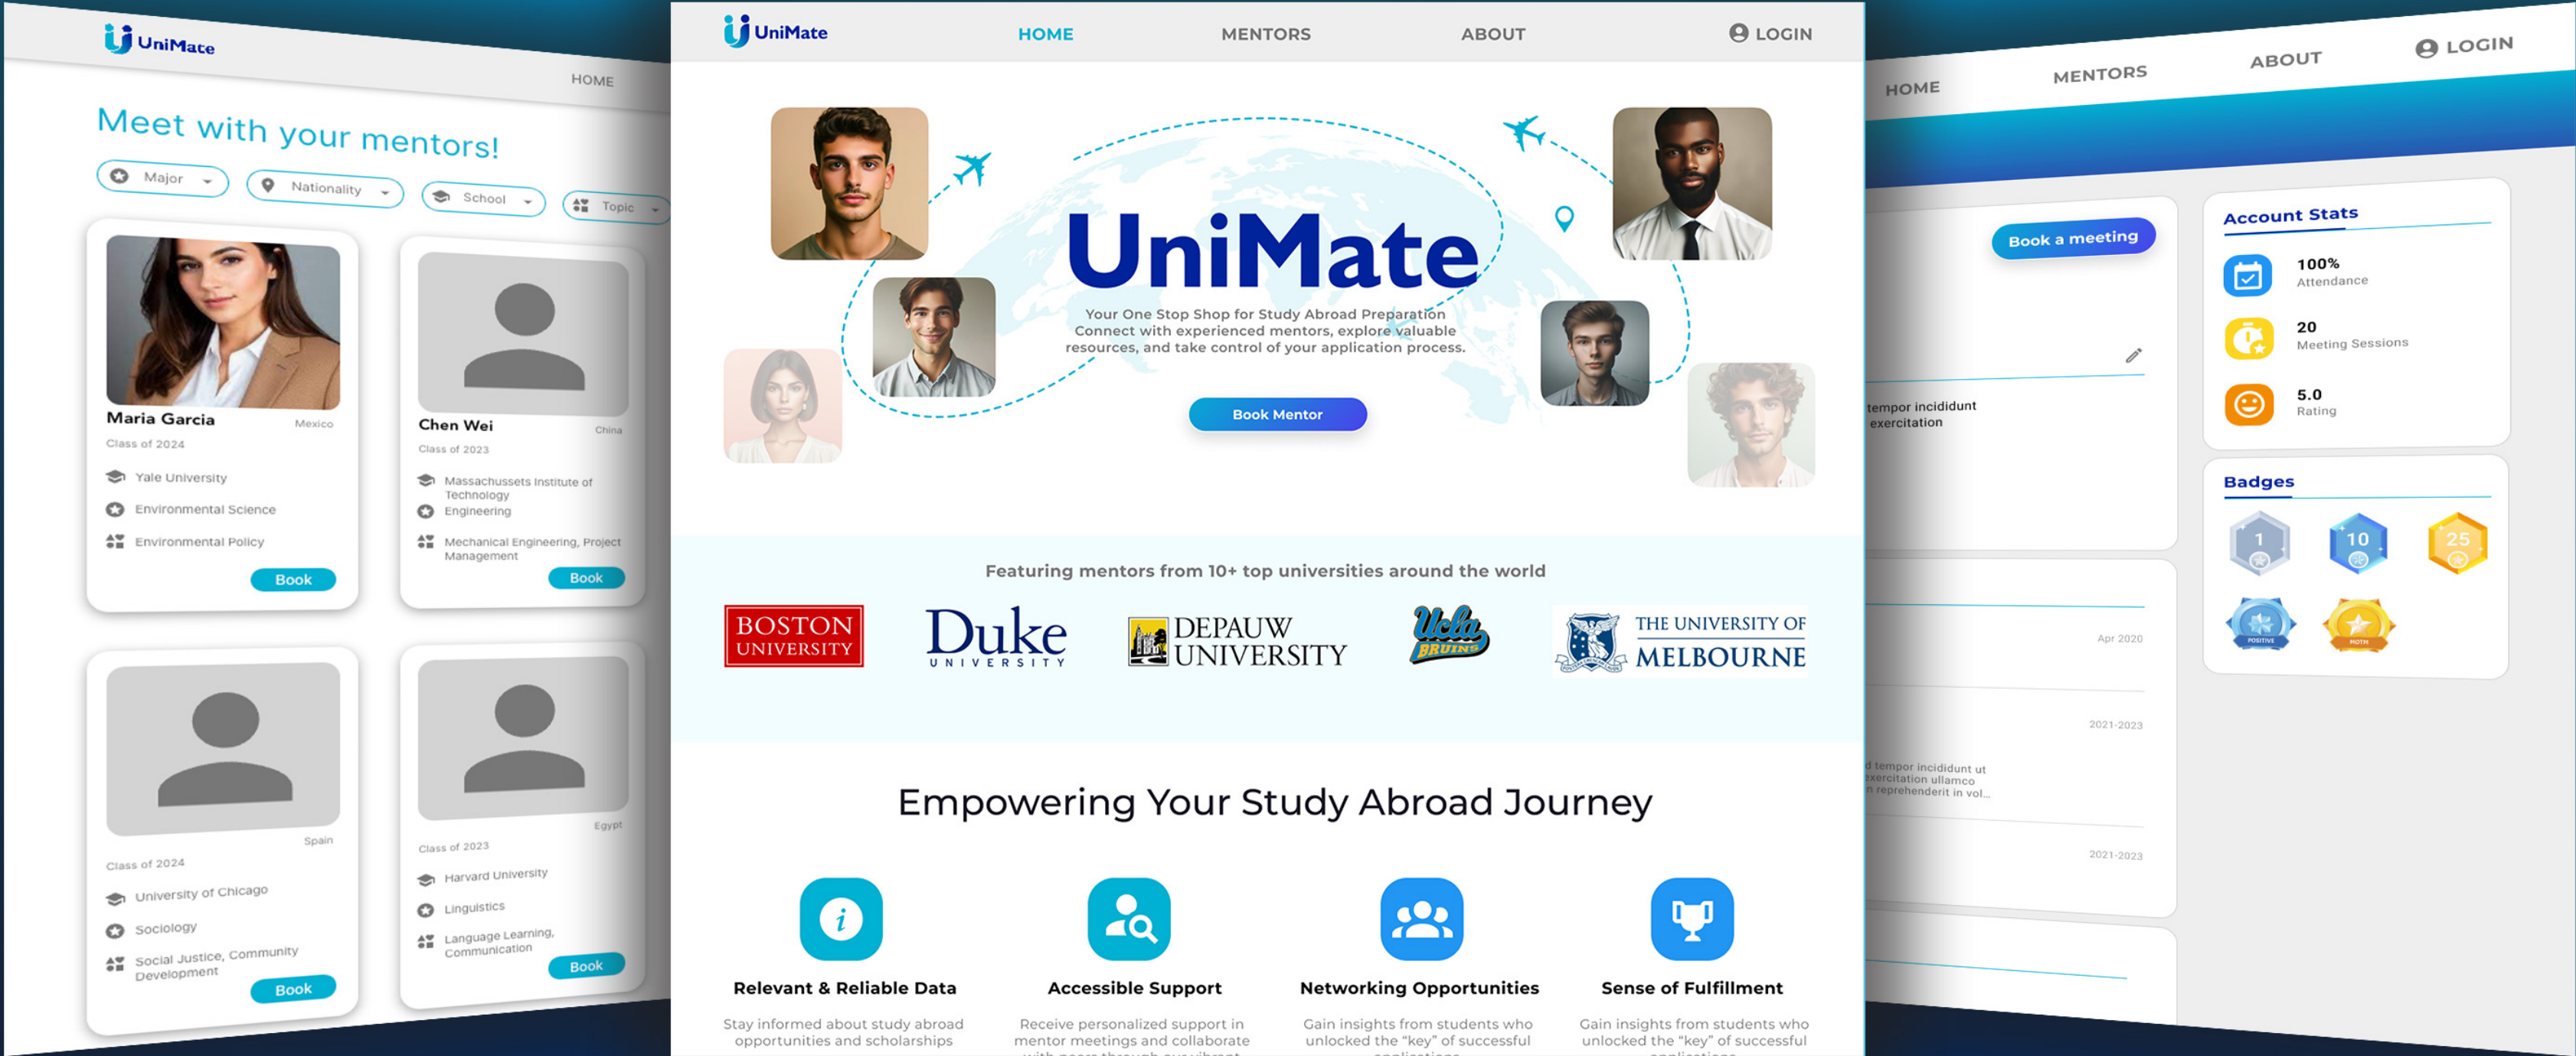 UniMate
HOME
Meet with your mentors!
Major
Nationality
School
Topic
Maria Garcia
Mexico
Class of 2024
Yale University
Environmental Science
Environmental Policy
Book
Chen Wei
China
Class of 2023
Massachussets Institute of
Technology
Engineering
Mechanical Engineering, Project
Management
Book
Spain
Class of 2024
University of Chicago
Sociology
Social Justice, Community
Development
Book
Egypt
Class of 2023
Harvard University
Linguistics
Language Learning,
Communication
Book
UniMate
HOME
MENTORS
ABOUT
LOGIN
UniMate
Your One Stop Shop for Study Abroad Preparation
Connect with experienced mentors, explore valuable
resources, and take control of your application process.
Book Mentor
Featuring mentors from 10+ top universities around the world
BOSTON
UNIVERSITY
Duke
UNIVERSITY
DEPAUW
UNIVERSITY
Ucla
BRUINS
THE UNIVERSITY OF
MELBOURNE
Empowering Your Study Abroad Journey
Relevant & Reliable Data
Stay informed about study abroad
opportunities and scholarships
Accessible Support
Receive personalized support in
mentor meetings and collaborate
Networking Opportunities
Gain insights from students who
unlocked the “key” of successful
Sense of Fulfillment
Gain insights from students who
unlocked the “key” of successful
HOME
MENTORS
ABOUT
LOGIN
Book a meeting
tempor incididunt
exercitation
Apr 2020
2021-2023
tempor incididunt ut
exercitation ullamco
reprehenderit in vol...
2021-2023
Account Stats
100%
Attendance
20
Meeting Sessions
5.0
Rating
Badges
1
10
25
POSITIVE
MOTM